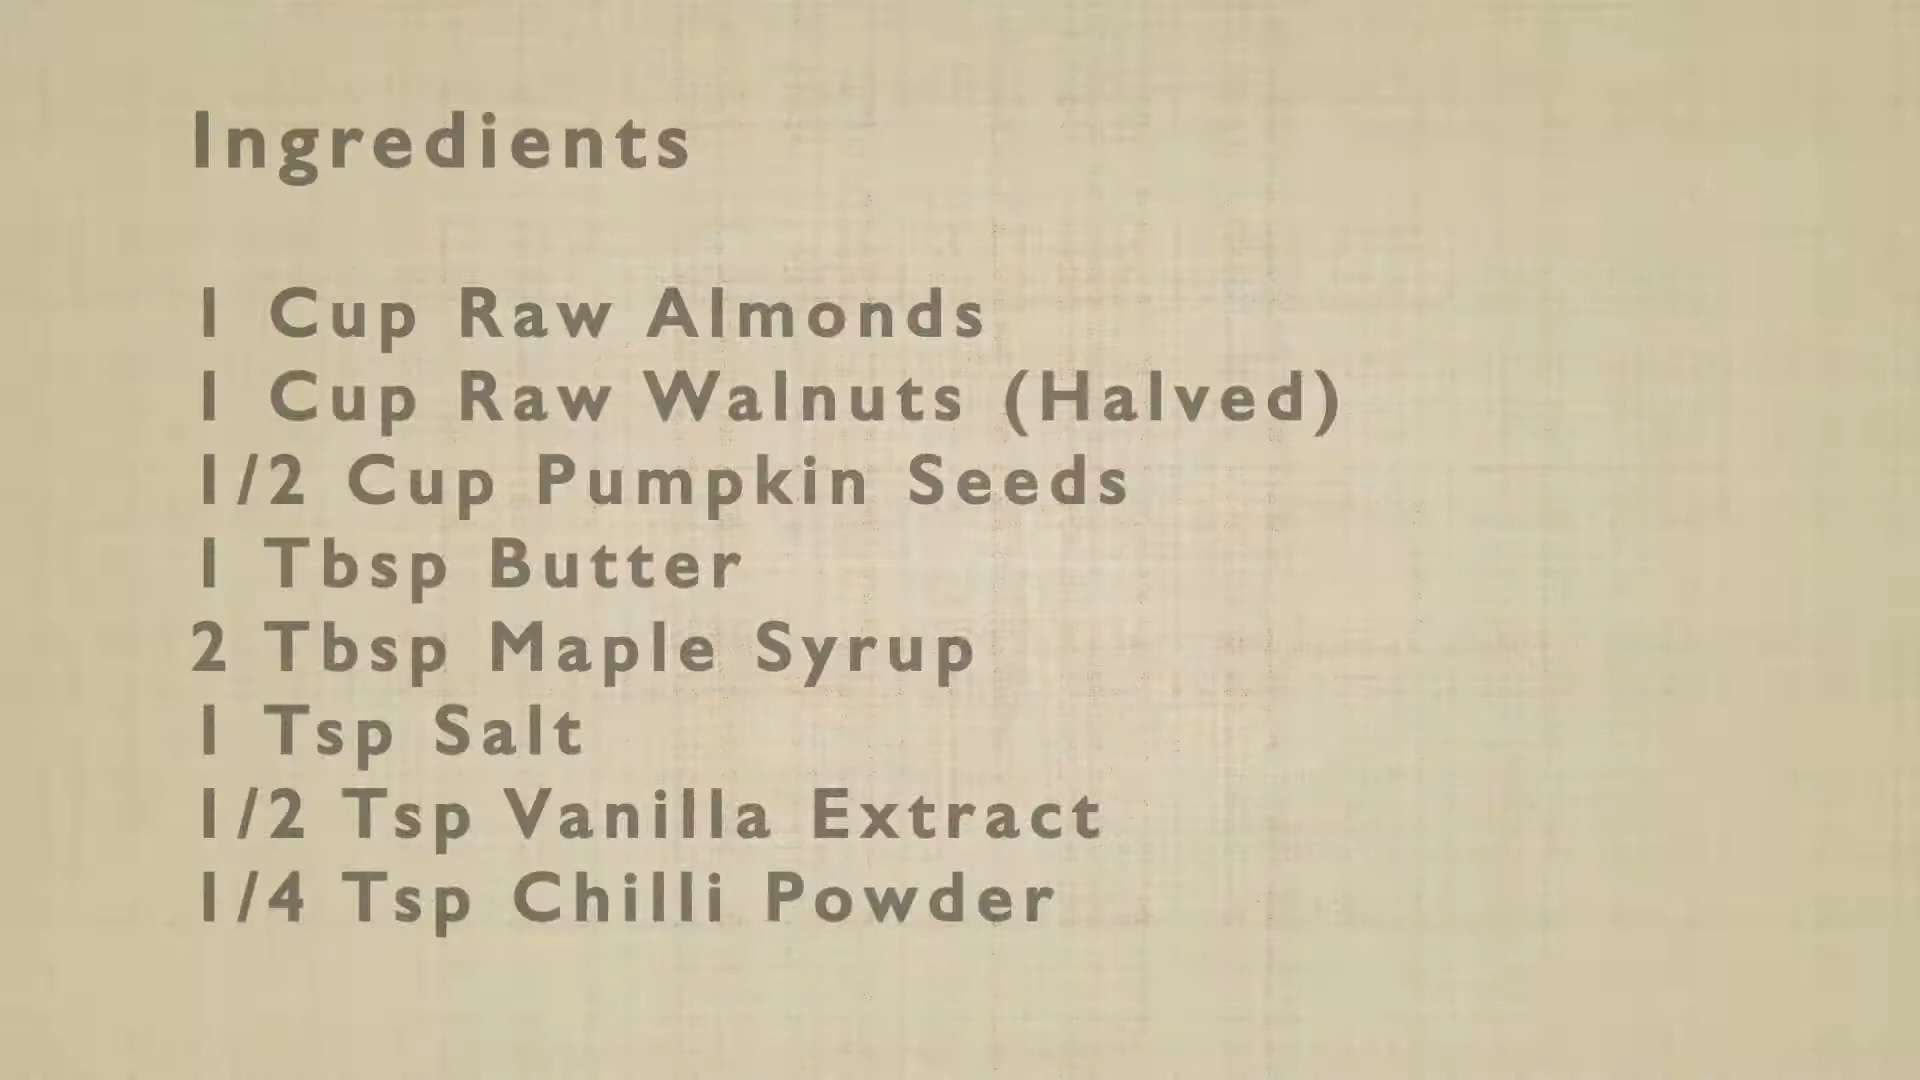 Ingredients
1 Cup Raw Almonds
1 Cup Raw Walnuts (Halved)
1/2 Cup Pumpkin Seeds
1 Tbsp Butter
2 Tbsp Maple Syrup
1 Tsp Salt
1/2 Tsp Vanilla Extract
1/4 Tsp Chilli Powder